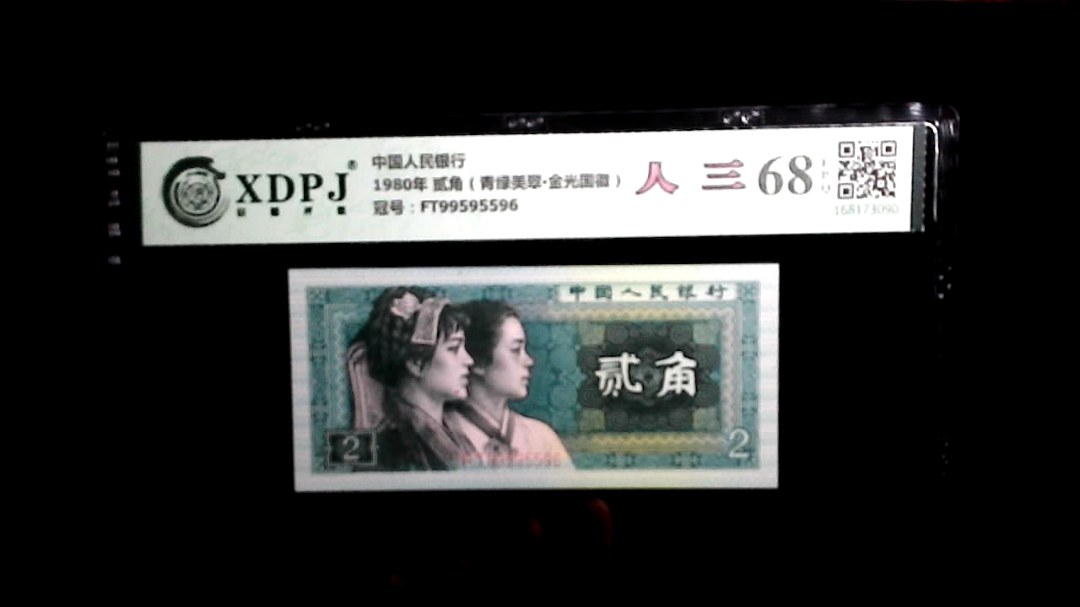 XDPJ®
中国人民银行
1980年 贰角（青绿美翠·金光国徽）
冠号：FT99595596
人 三 68
EPQ
168173090
中国人民银行
贰角
2
2